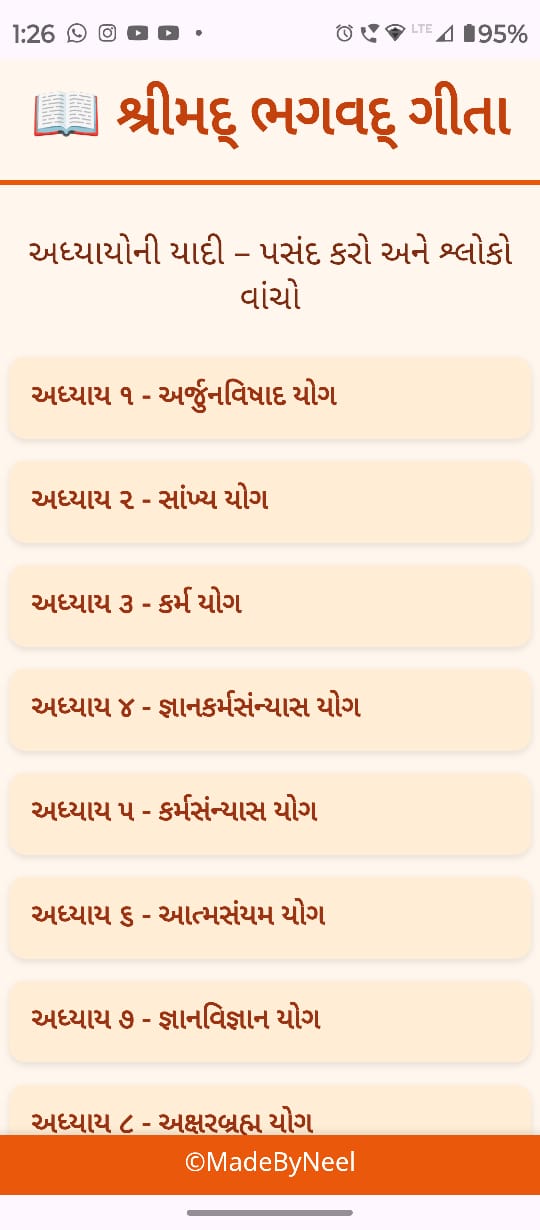 1:26 LTE 95%
📖 શ્રીમદ્ ભગવદ્ ગીતા
અધ્યાયોની યાદી – પસંદ કરો અને શ્લોકો
વાંચો
અધ્યાય ૧ - અર્જુનવિષાદ યોગ
અધ્યાય ૨ - સાંખ્ય યોગ
અધ્યાય ૩ - કર્મ યોગ
અધ્યાય ૪ - જ્ઞાનકર્મસંન્યાસ યોગ
અધ્યાય ૫ - કર્મસંન્યાસ યોગ
અધ્યાય ૬ - આત્મસંયમ યોગ
અધ્યાય ૭ - જ્ઞાનવિજ્ઞાન યોગ
અધ્યાય ૮ - અક્ષરબ્રહ્મ યોગ
©MadeByNeel